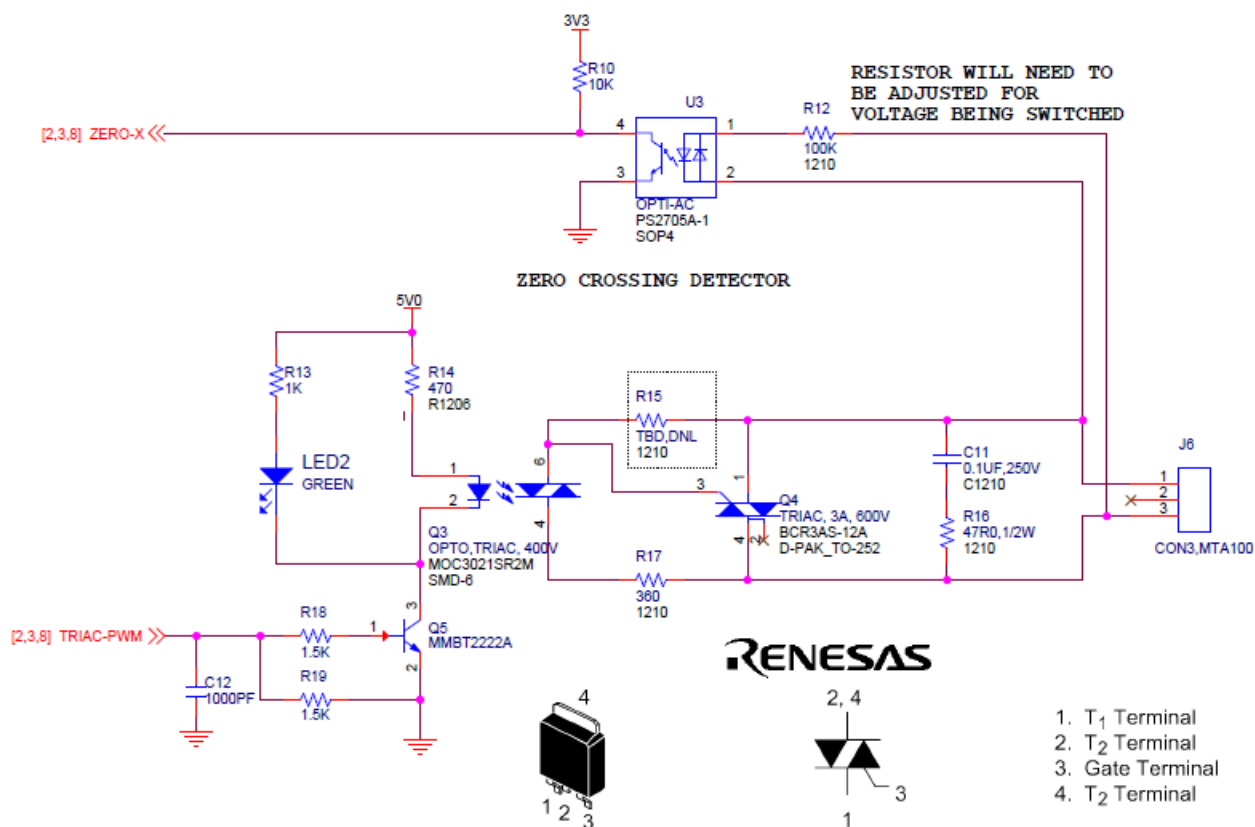 3V3
R10
10K
RESISTOR WILL NEED TO
BE ADJUSTED FOR
VOLTAGE BEING SWITCHED
U3
R12
[2,3,8] ZERO-X
4
1
100K
1210
3
2
OPTI-AC
PS2705A-1
SOP4
ZERO CROSSING DETECTOR
5V0
R13
1K
R14
470
R1206
R15
TBD,DNL
1210
J6
LED2
GREEN
1
2
6
4
3
1
C11
0.1UF,250V
C1210
1
2
3
Q4
TRIAC, 3A, 600V
BCR3AS-12A
D-PAK_TO-252
4
2
R16
47R0,1/2W
1210
CON3,MTA100
Q3
OPTO,TRIAC, 400V
MOC3021SR2M
SMD-6
R17
360
1210
[2,3,8] TRIAC-PWM
R18
1.5K
1
3
Q5
MMBT2222A
2
C12
1000PF
R19
1.5K
RENESAS
4
1 2 3
2, 4
3
1
1. T₁ Terminal
2. T₂ Terminal
3. Gate Terminal
4. T₂ Terminal